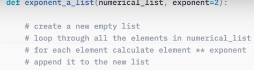 def exponent_a_list(numerical_list, exponent=2):
# create a new empty list
# loop through all the elements in numerical_list
# for each element calculate element ** exponent
# append it to the new list